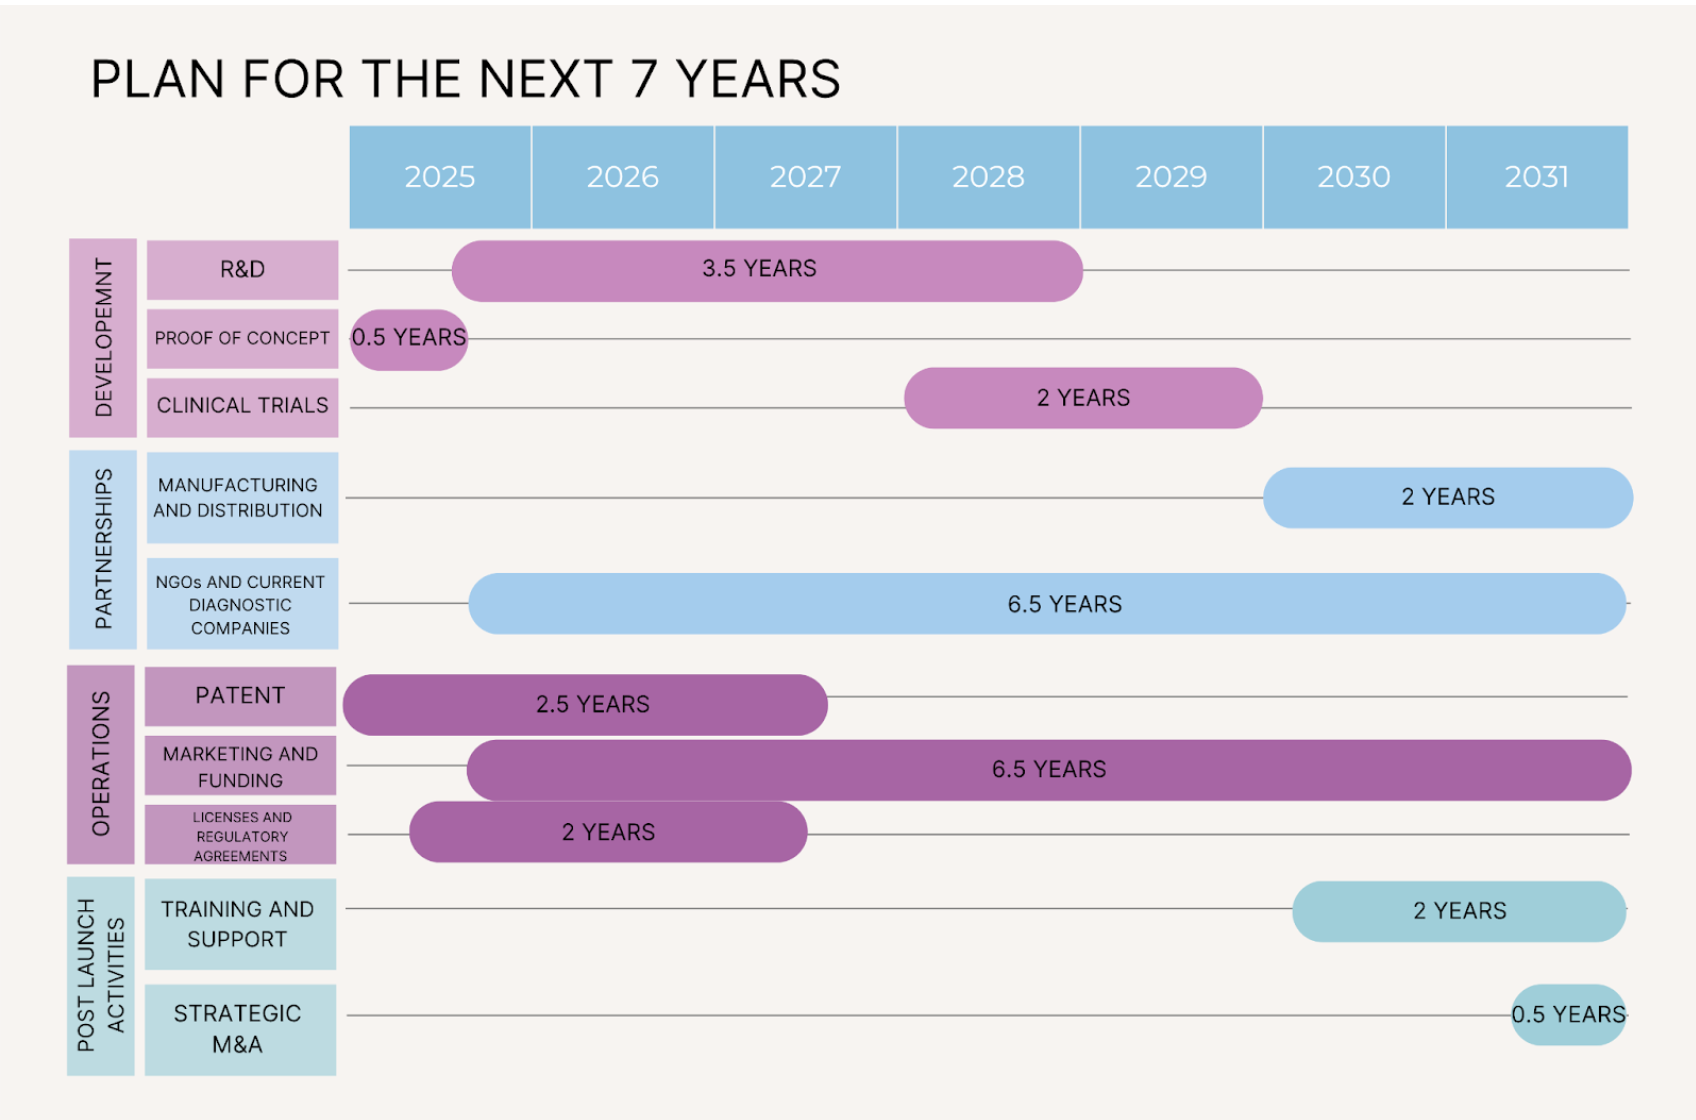 PLAN FOR THE NEXT 7 YEARS
2025 2026 2027 2028 2029 2030 2031
DEVELOPEMNT
R&D
3.5 YEARS
PROOF OF CONCEPT
0.5 YEARS
CLINICAL TRIALS
2 YEARS
PARTNERSHIPS
MANUFACTURING
AND DISTRIBUTION
2 YEARS
NGOs AND CURRENT
DIAGNOSTIC
COMPANIES
6.5 YEARS
OPERATIONS
PATENT
2.5 YEARS
MARKETING AND
FUNDING
6.5 YEARS
LICENSES AND
REGULATORY
AGREEMENTS
2 YEARS
POST LAUNCH
ACTIVITIES
TRAINING AND
SUPPORT
2 YEARS
STRATEGIC
M&A
0.5 YEARS